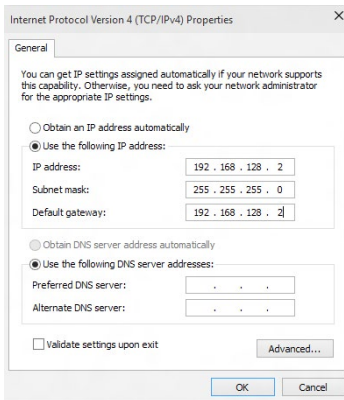 Internet Protocol Version 4 (TCP/IPv4) Properties
General
You can get IP settings assigned automatically if your network supports
this capability. Otherwise, you need to ask your network administrator
for the appropriate IP settings.
Obtain an IP address automatically
Use the following IP address:
IP address: 192 . 168 . 128 . 2
Subnet mask: 255 . 255 . 255 . 0
Default gateway: 192 . 168 . 128 . 2
Obtain DNS server address automatically
Use the following DNS server addresses:
Preferred DNS server: . . .
Alternate DNS server: . . .
Validate settings upon exit
Advanced...
OK Cancel